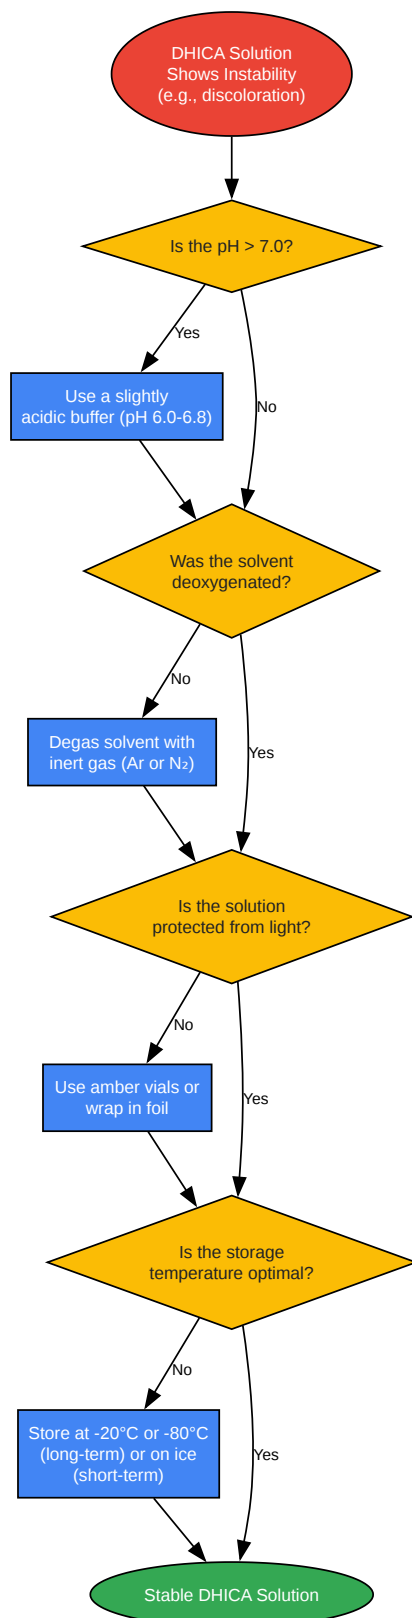 DHICA Solution
Shows Instability
(e.g., discoloration)
Is the pH > 7.0?
Yes
Use a slightly
acidic buffer (pH 6.0-6.8)
No
Was the solvent
deoxygenated?
No
Degas solvent with
inert gas (Ar or N₂)
Yes
Is the solution
protected from light?
No
Use amber vials or
wrap in foil
Yes
Is the storage
temperature optimal?
No
Store at -20°C or -80°C
(long-term) or on ice
(short-term)
Yes
Stable DHICA Solution